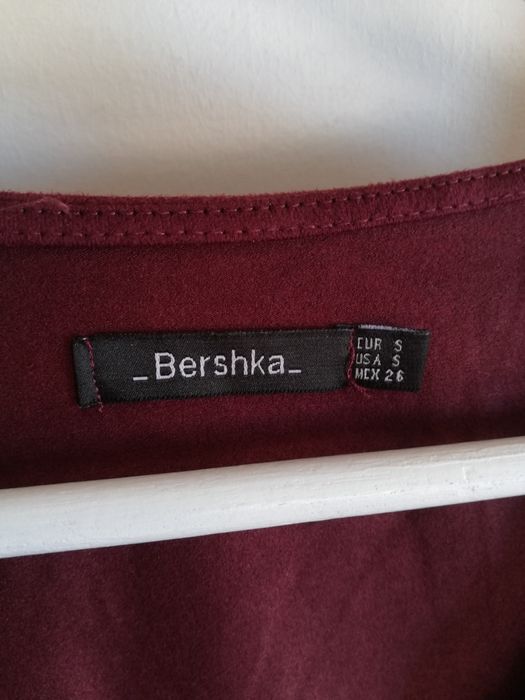 _Bershka_
EUR S
USA S
MEX 26